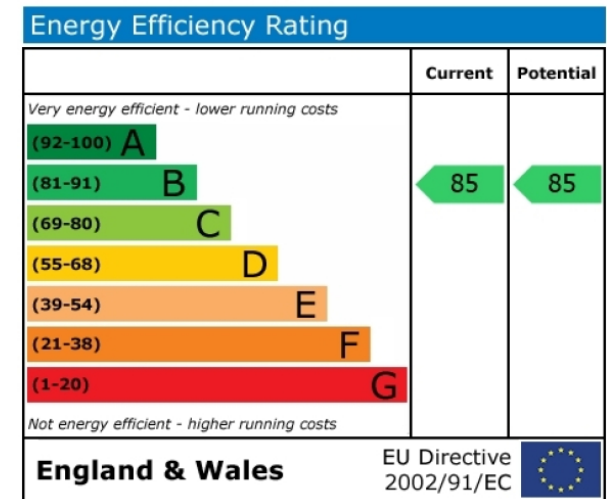 Energy Efficiency Rating
Current Potential
Very energy efficient - lower running costs
(92-100) A
(81-91) B 85 85
(69-80) C
(55-68) D
(39-54) E
(21-38) F
(1-20) G
Not energy efficient - higher running costs
England & Wales
EU Directive
2002/91/EC